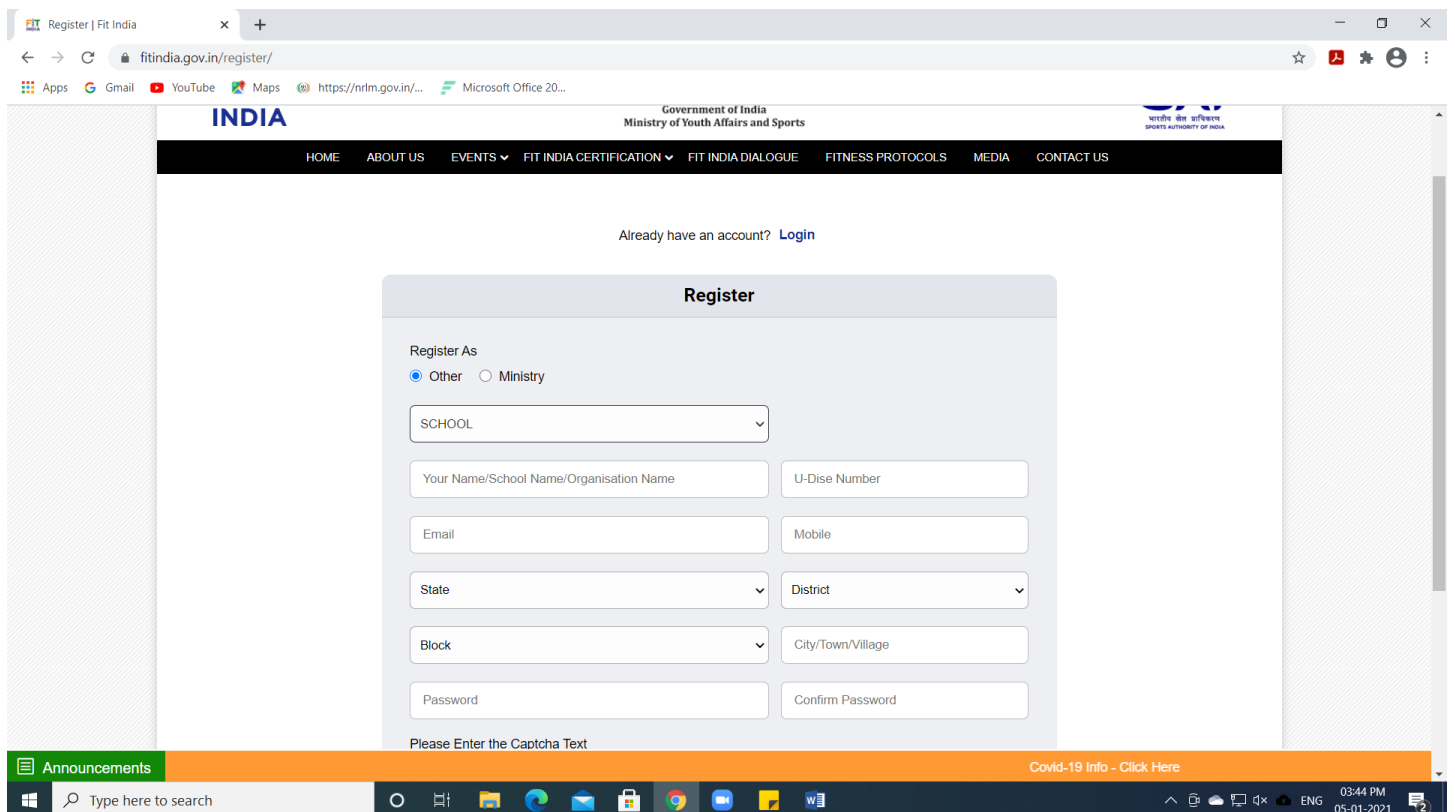 FIT INDIA Register | Fit India
fitindia.gov.in/register/
Apps Gmail YouTube Maps https://nrlm.gov.in/... Microsoft Office 20...
INDIA
Government of India
Ministry of Youth Affairs and Sports
भारतीय खेल प्राधिकरण
SPORTS AUTHORITY OF INDIA
HOME ABOUT US EVENTS FIT INDIA CERTIFICATION FIT INDIA DIALOGUE FITNESS PROTOCOLS MEDIA CONTACT US
Already have an account? Login
Register
Register As
Other Ministry
SCHOOL
Your Name/School Name/Organisation Name U-Dise Number
Email Mobile
State District
Block City/Town/Village
Password Confirm Password
Please Enter the Captcha Text
Announcements Covid-19 Info - Click Here
Type here to search ENG 03:44 PM
05-01-2021 2